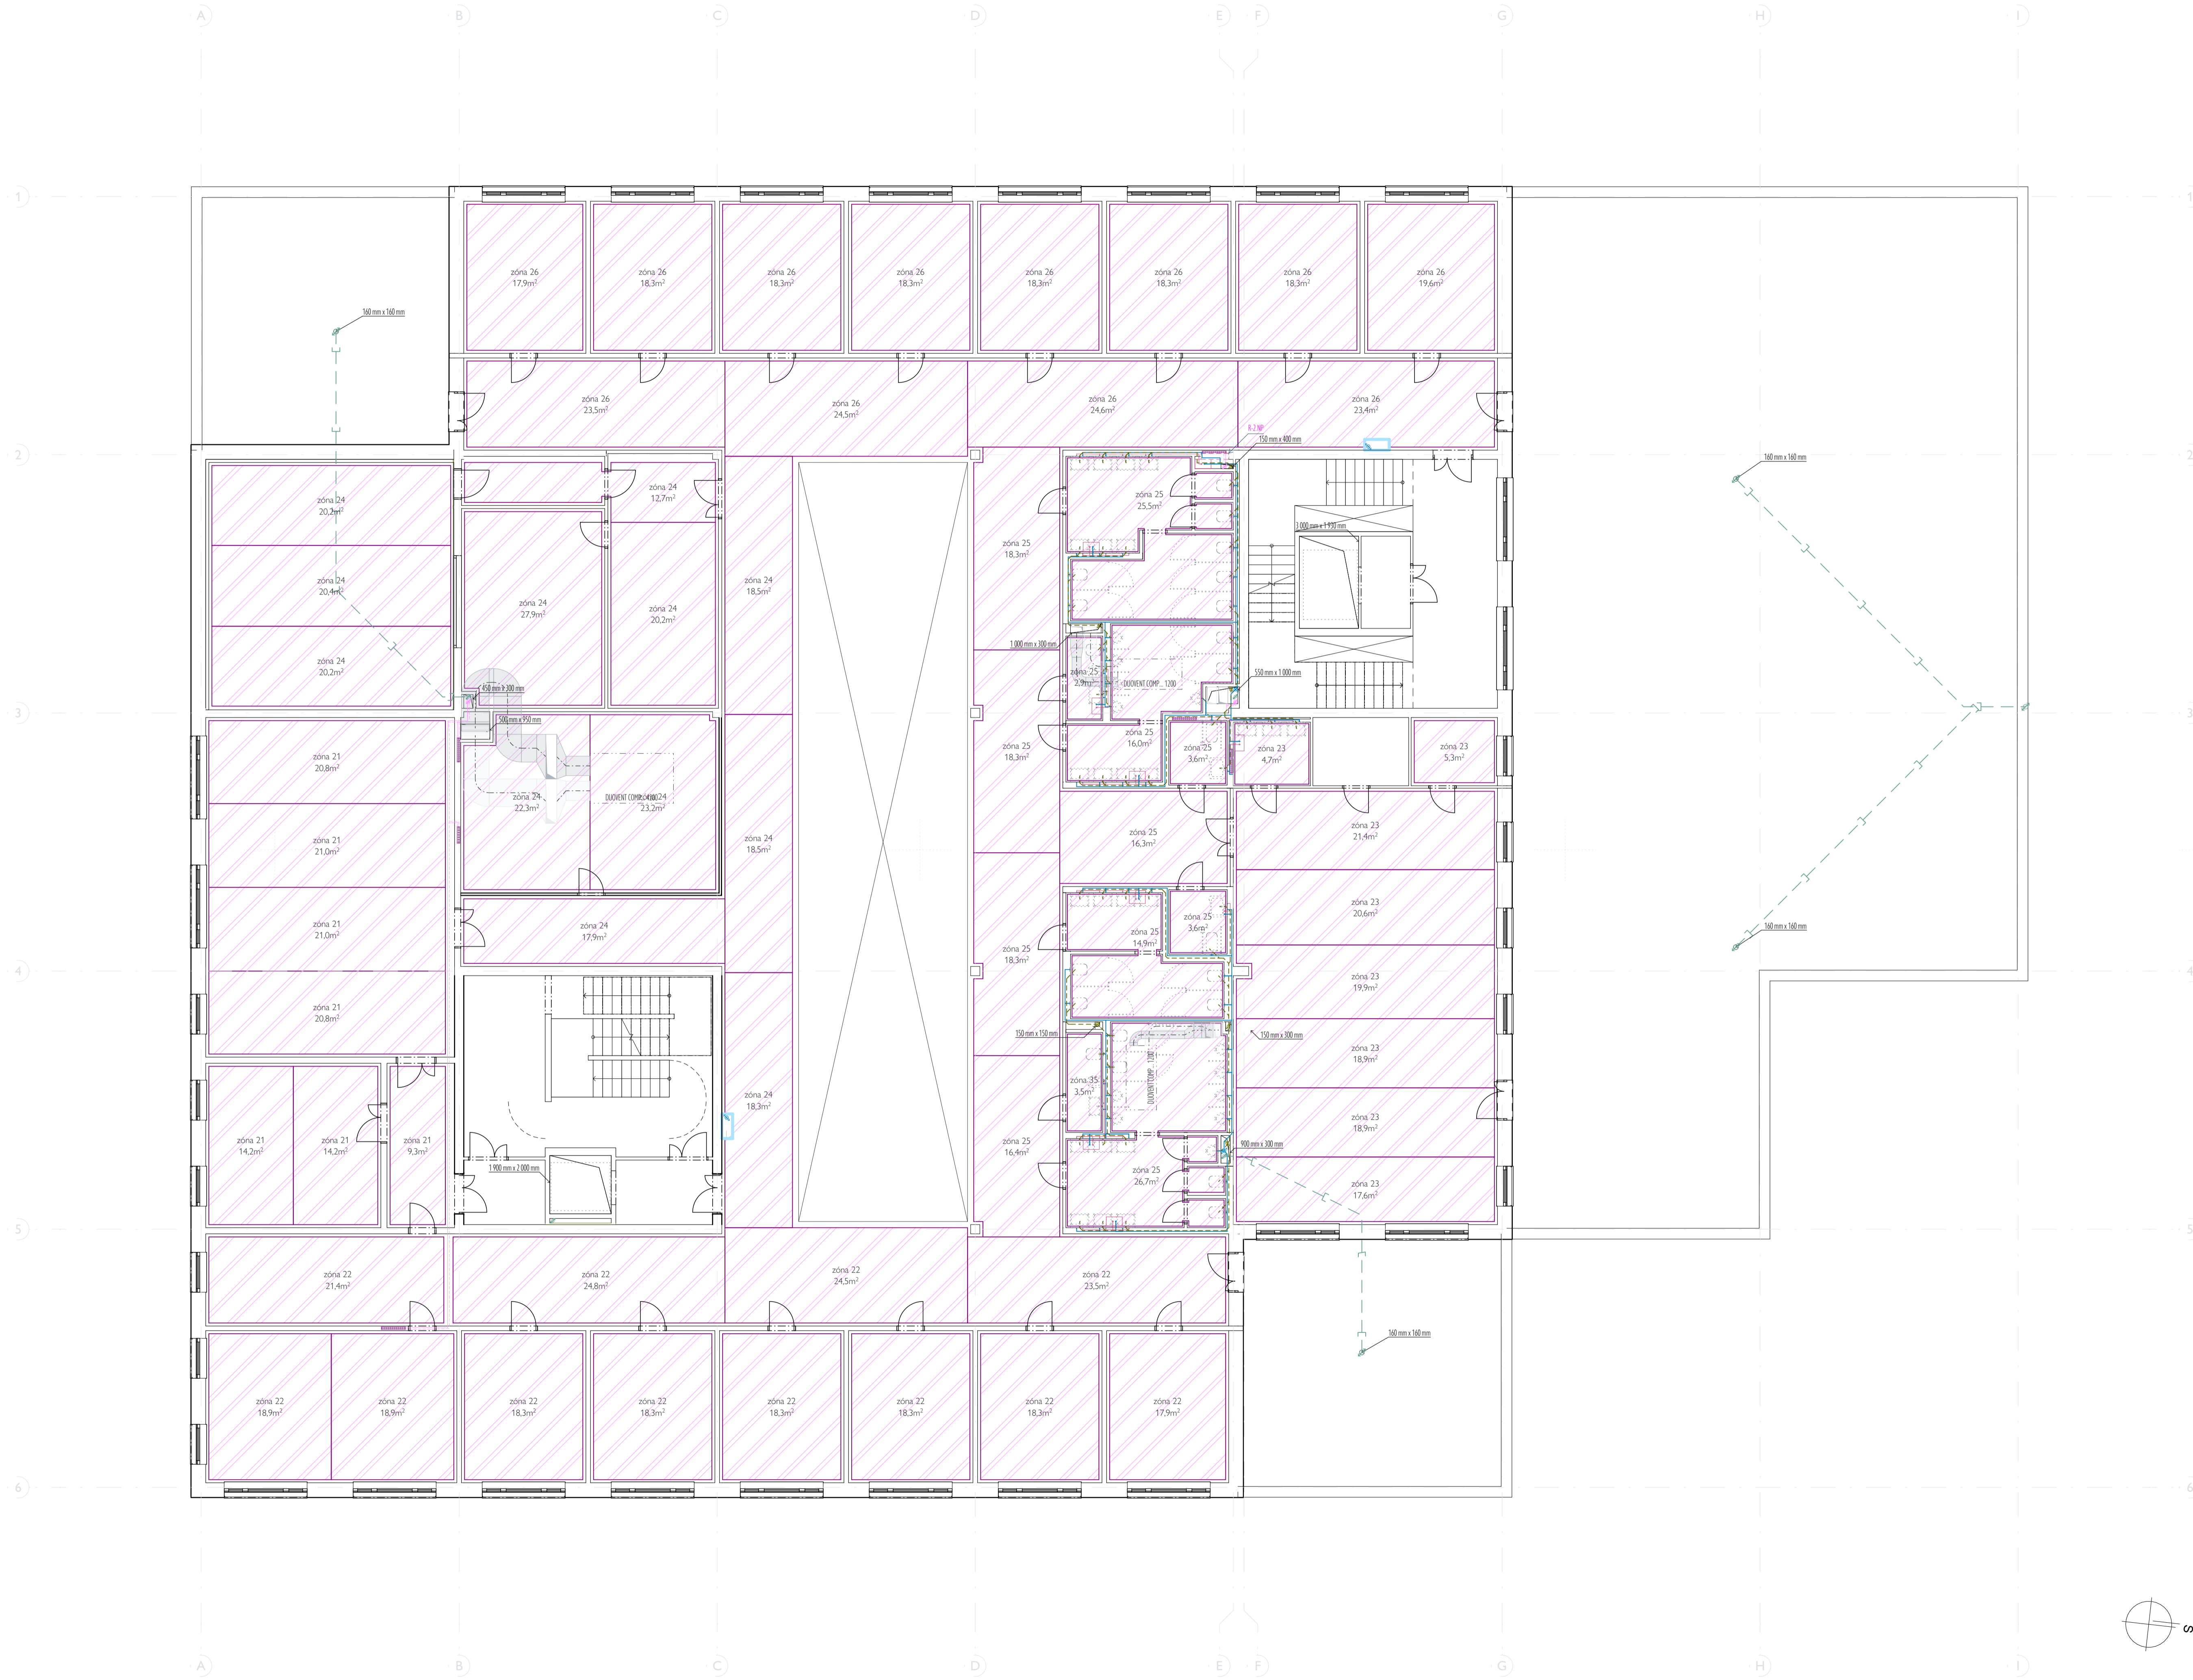 A B C D E F G H I
1 1
zóna 26 zóna 26 zóna 26 zóna 26 zóna 26 zóna 26 zóna 26 zóna 26
17,9m² 18,3m² 18,3m² 18,3m² 18,3m² 18,3m² 18,3m² 19,6m²
160 mm x 160 mm
zóna 26 zóna 26 zóna 26 zóna 26
23,5m² 24,5m² 24,6m² 23,4m²
R-2.NP
150 mm x 400 mm
2 2
160 mm x 160 mm
zóna 24
20,2m²
zóna 24
12,7m²
zóna 25
25,5m²
3 000 mm x 1 930 mm
zóna 25
18,3m²
zóna 24
20,4m²
zóna 24
18,5m²
zóna 24
27,9m²
zóna 24
20,2m²
1 000 mm x 300 mm
zóna 24
20,2m²
zóna 25
2,9m²
DUOVENT COMP... 1200
550 mm x 1 000 mm
450 mm x 300 mm
3 3
500 mm x 950 mm
zóna 25
16,0m²
zóna 25
18,3m²
zóna 25
3,6m²
zóna 23
4,7m²
zóna 23
5,3m²
zóna 21
20,8m²
zóna 24
22,3m²
zóna 24
23,2m²
zóna 25
16,3m²
zóna 23
21,4m²
zóna 24
18,5m²
zóna 21
21,0m²
zóna 23
20,6m²
zóna 25
3,6m²
zóna 21
21,0m²
zóna 24
17,9m²
zóna 25
14,9m²
160 mm x 160 mm
zóna 25
18,3m²
4 4
zóna 23
19,9m²
zóna 21
20,8m²
150 mm x 150 mm
150 mm x 300 mm
zóna 23
18,9m²
DUOVENT COMP... 1200
zóna 35
3,5m²
zóna 24
18,3m²
zóna 23
18,9m²
zóna 21 zóna 21 zóna 21
14,2m² 14,2m² 9,3m²
zóna 25
16,4m²
900 mm x 300 mm
1 900 mm x 2 000 mm
zóna 25
26,7m²
zóna 23
17,6m²
5 5
zóna 22 zóna 22 zóna 22 zóna 22
21,4m² 24,8m² 24,5m² 23,5m²
160 mm x 160 mm
zóna 22 zóna 22 zóna 22 zóna 22 zóna 22 zóna 22 zóna 22 zóna 22
18,9m² 18,9m² 18,3m² 18,3m² 18,3m² 18,3m² 18,3m² 17,9m²
6 6
S
A B C D E F G H I